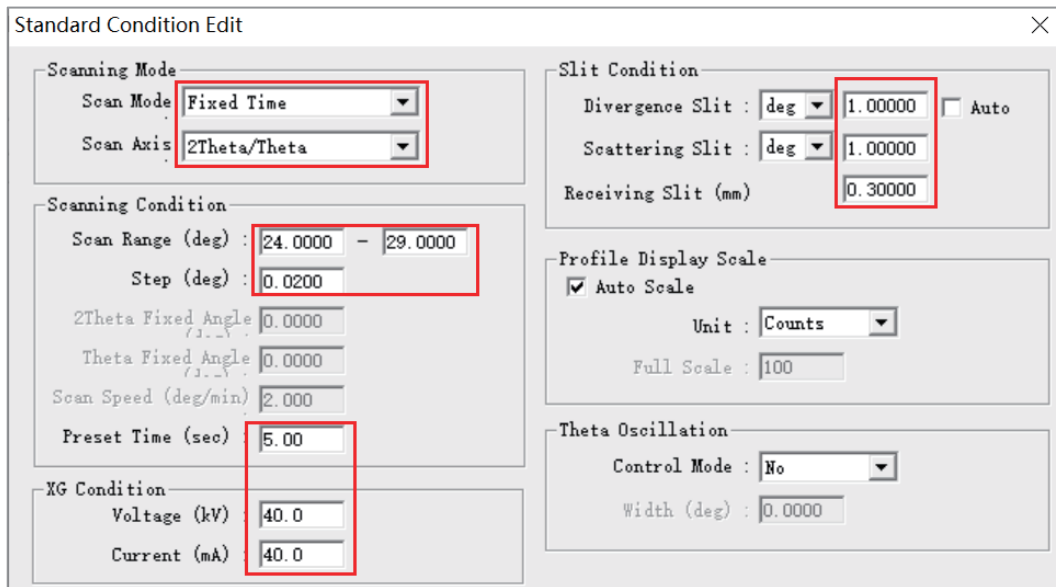 Standard Condition Edit
Scanning Mode
Scan Mode Fixed Time
Scan Axis 2Theta/Theta
Scanning Condition
Scan Range (deg) : 24.0000 - 29.0000
Step (deg) : 0.0200
2Theta Fixed Angle 0.0000
Theta Fixed Angle 0.0000
Scan Speed (deg/min) 2.000
Preset Time (sec) : 5.00
XG Condition
Voltage (kV) : 40.0
Current (mA) : 40.0
Slit Condition
Divergence Slit : deg 1.00000 Auto
Scattering Slit : deg 1.00000
Receiving Slit (mm) 0.30000
Profile Display Scale
Auto Scale
Unit : Counts
Full Scale : 100
Theta Oscillation
Control Mode : No
Width (deg) : 0.0000